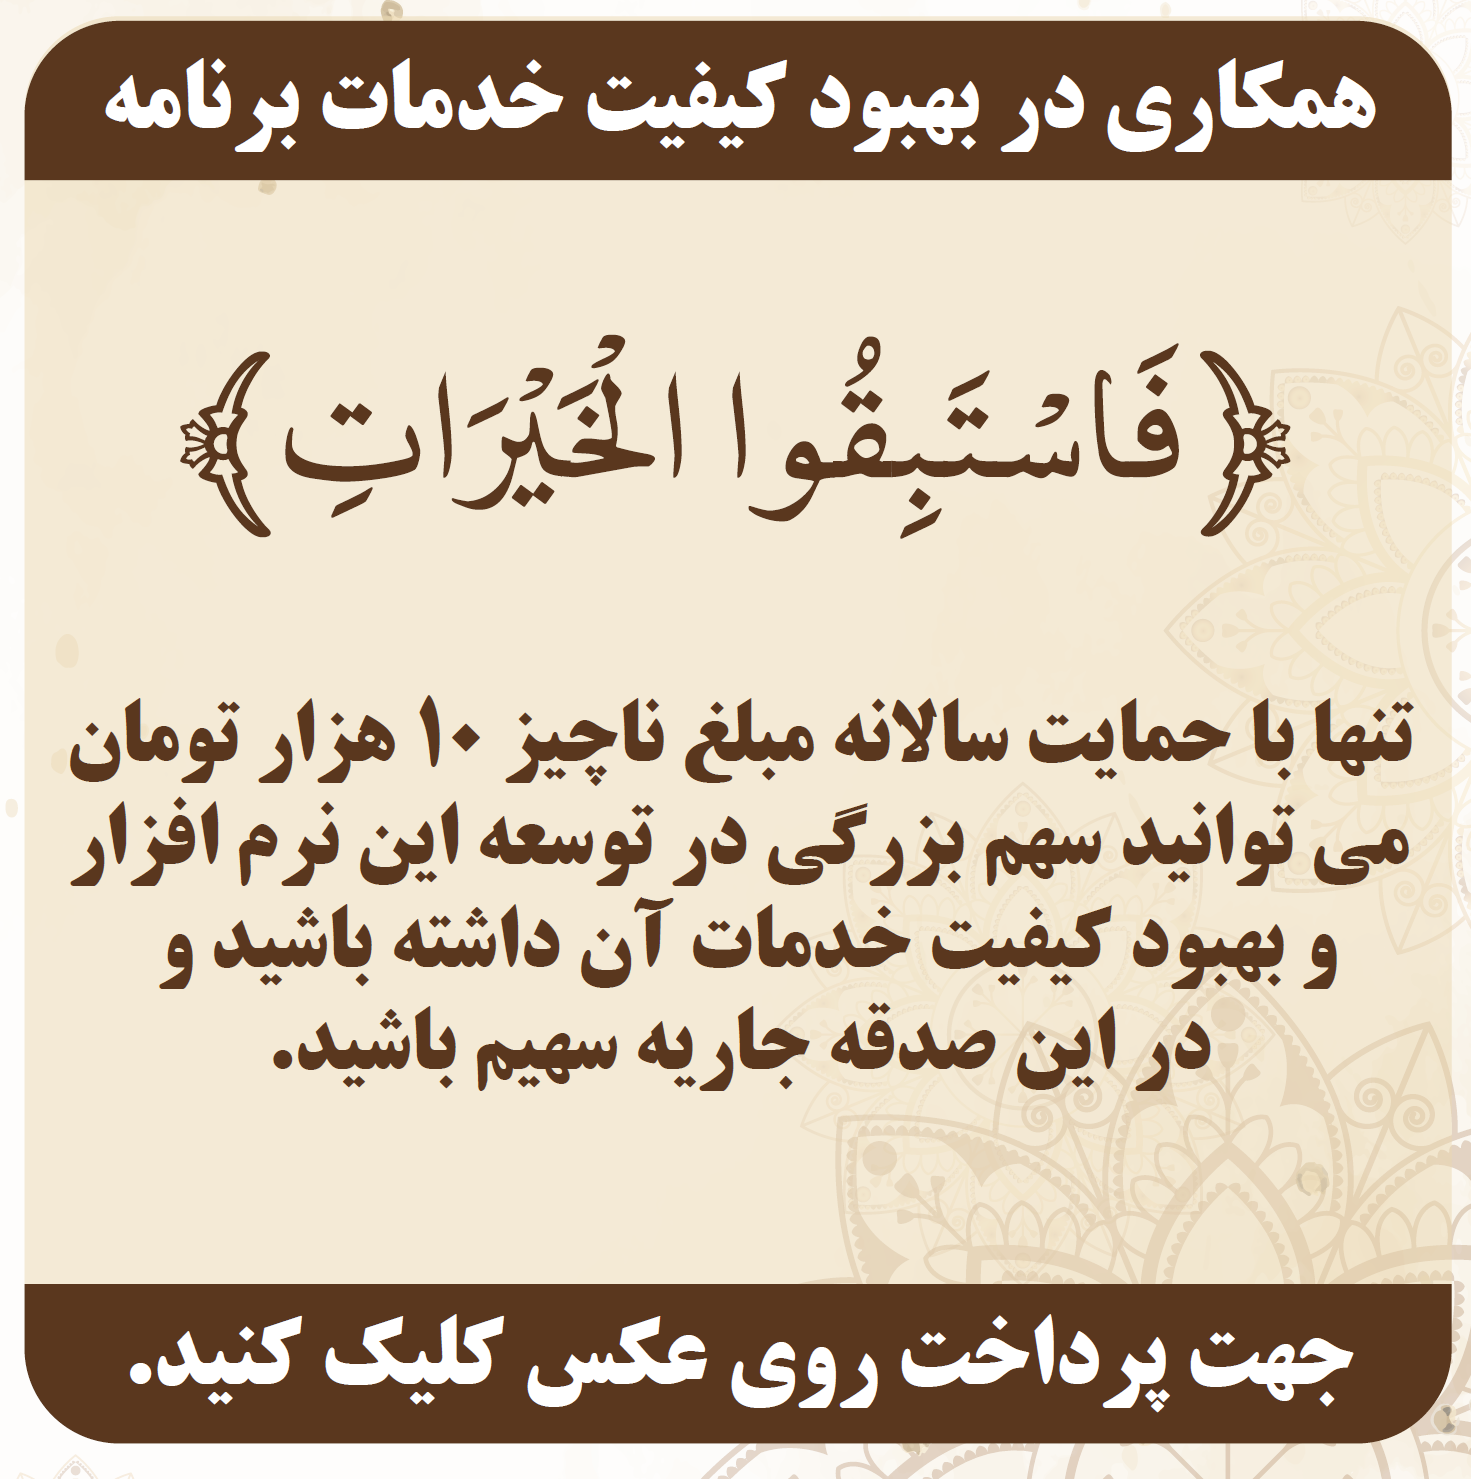 همکاری در بهبود کیفیت خدمات برنامه
﴿فَاسْتَبِقُوا الْخَيْرَاتِ﴾
تنها با حمایت سالانه مبلغ ناچیز ۱۰ هزار تومان
می توانید سهم بزرگی در توسعه این نرم افزار
و بهبود کیفیت خدمات آن داشته باشید و
در این صدقه جاریه سهیم باشید.
جهت پرداخت روی عکس کلیک کنید.